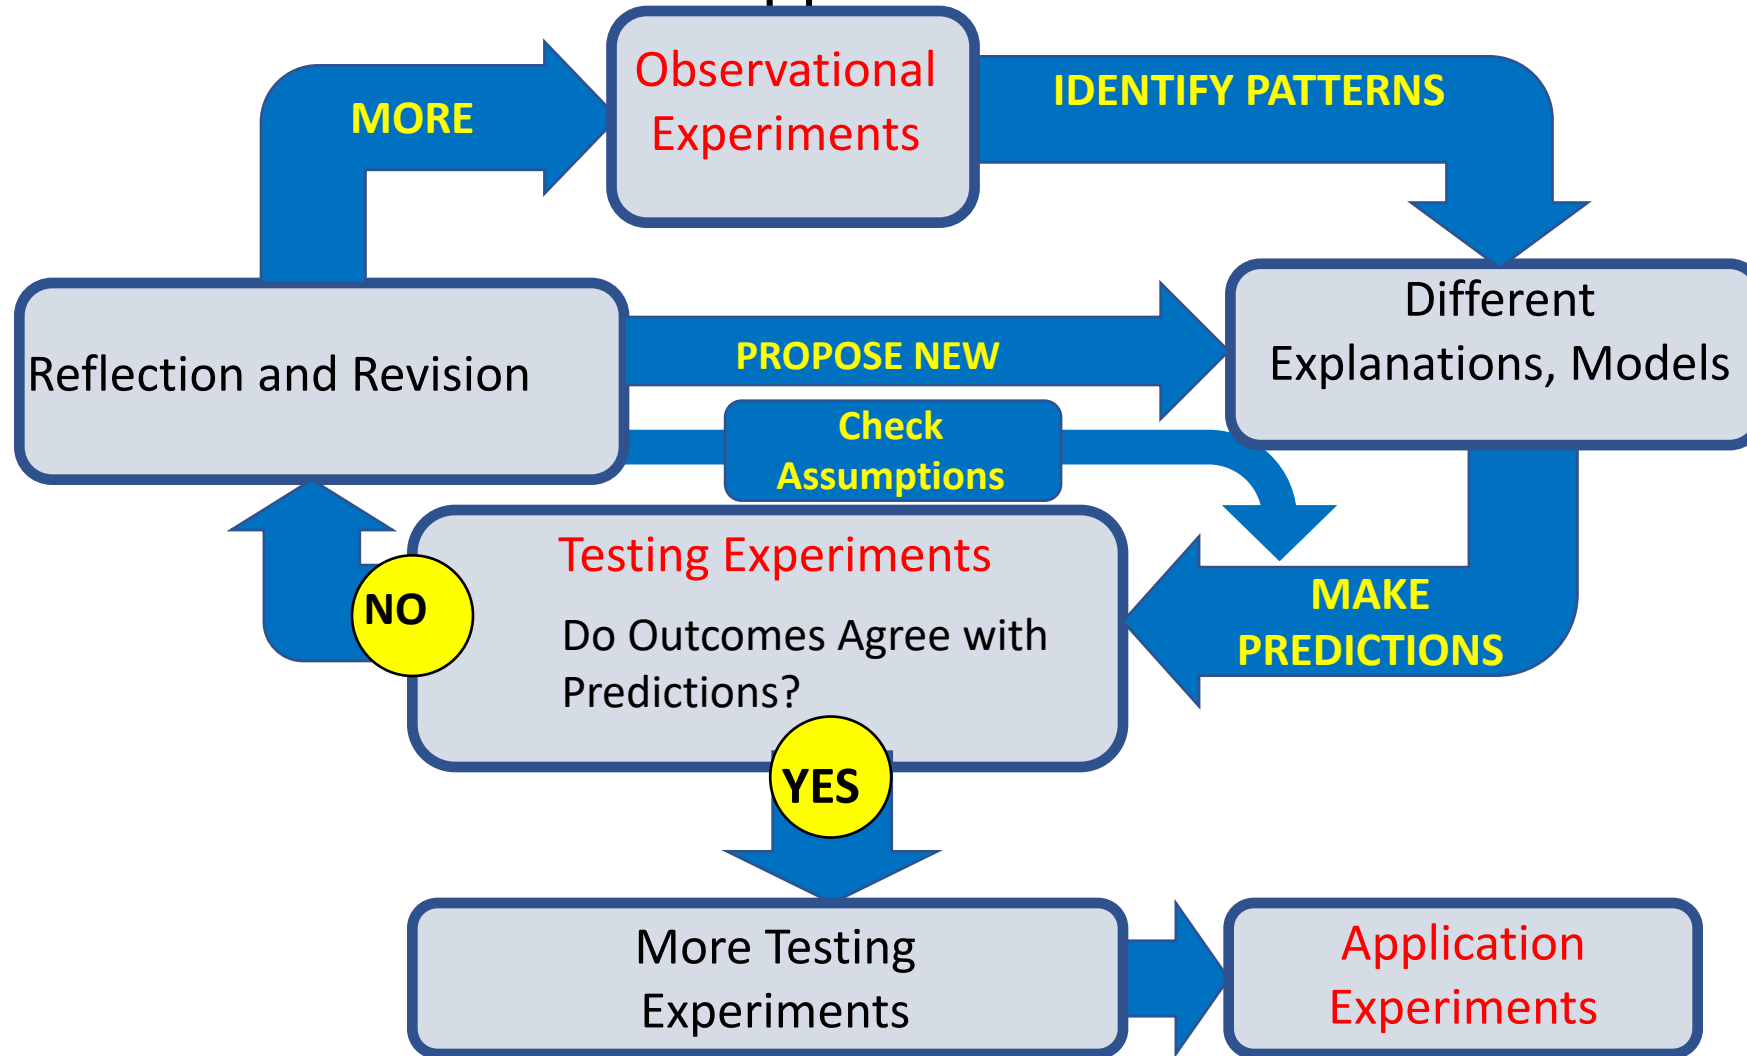 Observational
Experiments
IDENTIFY PATTERNS
MORE
Different
Explanations, Models
Reflection and Revision
PROPOSE NEW
Check
Assumptions
Testing Experiments
Do Outcomes Agree with
Predictions?
NO
MAKE
PREDICTIONS
YES
More Testing
Experiments
Application
Experiments